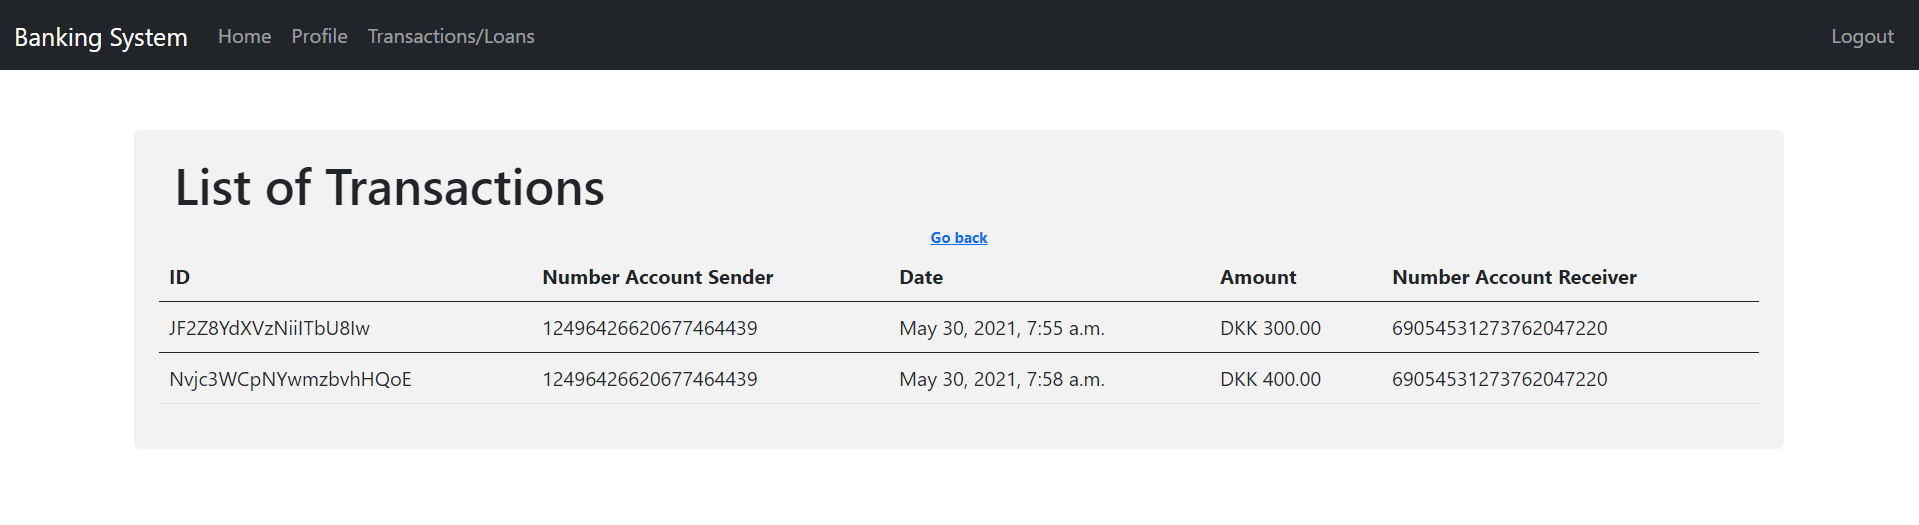 Banking System Home Profile Transactions/Loans Logout
List of Transactions
Go back
ID Number Account Sender Date Amount Number Account Receiver
JF2Z8YdXVzNiiITbU8Iw 12496426620677464439 May 30, 2021, 7:55 a.m. DKK 300.00 69054531273762047220
Nvjc3WCpNYwmzbvhHQoE 12496426620677464439 May 30, 2021, 7:58 a.m. DKK 400.00 69054531273762047220